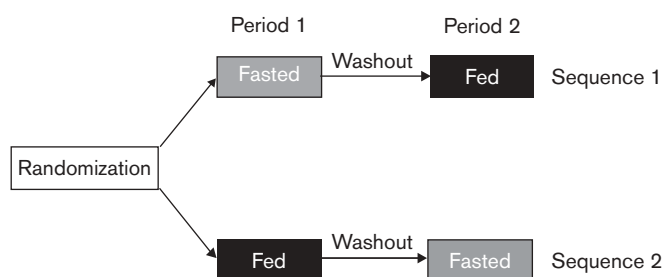 Period 1 Period 2
Fasted Washout Fed Sequence 1
Randomization
Fed Washout Fasted Sequence 2